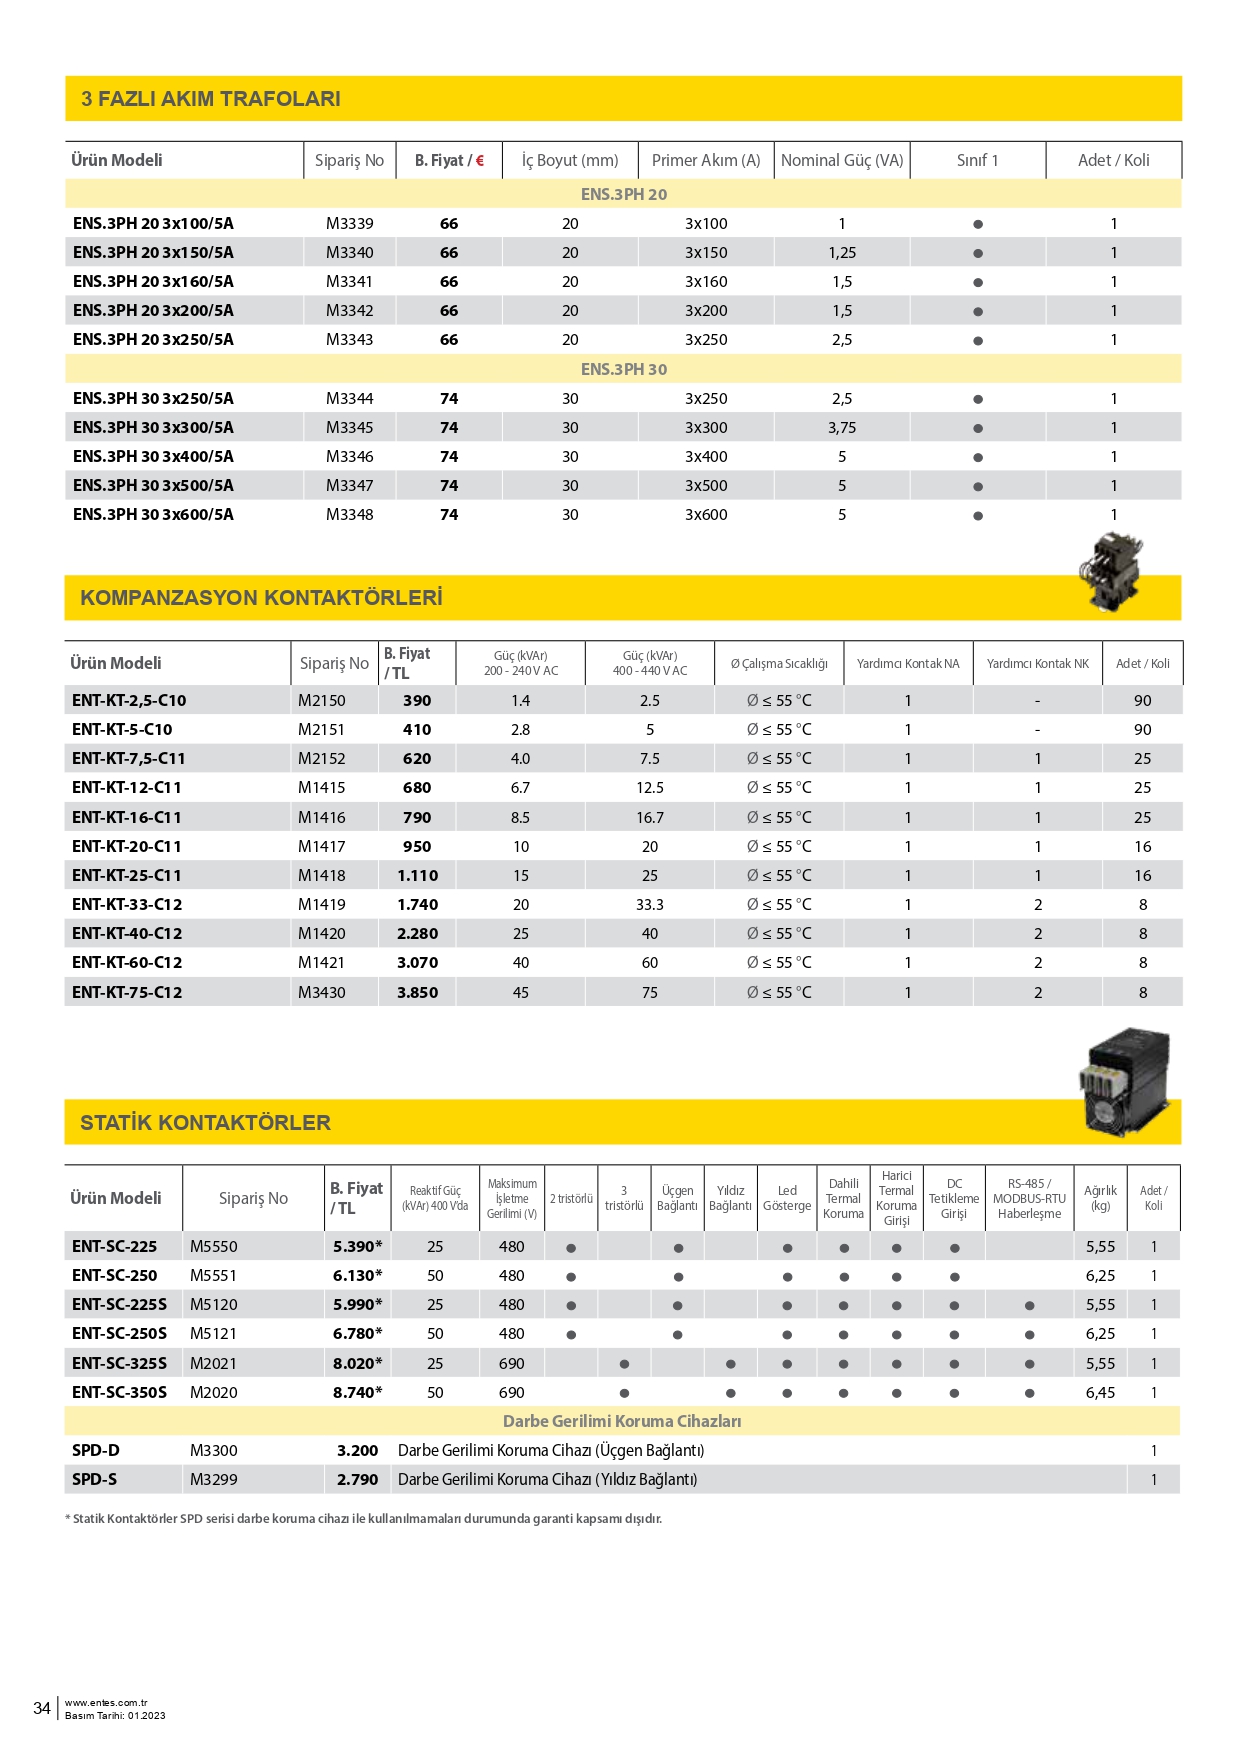 3 FAZLI AKIM TRAFOLARI
Ürün Modeli Sipariş No B. Fiyat / € İç Boyut (mm) Primer Akım (A) Nominal Güç (VA) Sınıf 1 Adet / Koli
ENS.3PH 20
ENS.3PH 20 3x100/5A M3339 66 20 3x100 1 ● 1
ENS.3PH 20 3x150/5A M3340 66 20 3x150 1,25 ● 1
ENS.3PH 20 3x160/5A M3341 66 20 3x160 1,5 ● 1
ENS.3PH 20 3x200/5A M3342 66 20 3x200 1,5 ● 1
ENS.3PH 20 3x250/5A M3343 66 20 3x250 2,5 ● 1
ENS.3PH 30
ENS.3PH 30 3x250/5A M3344 74 30 3x250 2,5 ● 1
ENS.3PH 30 3x300/5A M3345 74 30 3x300 3,75 ● 1
ENS.3PH 30 3x400/5A M3346 74 30 3x400 5 ● 1
ENS.3PH 30 3x500/5A M3347 74 30 3x500 5 ● 1
ENS.3PH 30 3x600/5A M3348 74 30 3x600 5 ● 1
KOMPANZASYON KONTAKTÖRLERİ
Ürün Modeli Sipariş No B. Fiyat / TL Güç (kVAr) 200 - 240 V AC Güç (kVAr) 400 - 440 V AC Ø Çalışma Sıcaklığı Yardımcı Kontak NA Yardımcı Kontak NK Adet / Koli
ENT-KT-2,5-C10 M2150 390 1.4 2.5 Ø ≤ 55 °C 1 - 90
ENT-KT-5-C10 M2151 410 2.8 5 Ø ≤ 55 °C 1 - 90
ENT-KT-7,5-C11 M2152 620 4.0 7.5 Ø ≤ 55 °C 1 1 25
ENT-KT-12-C11 M1415 680 6.7 12.5 Ø ≤ 55 °C 1 1 25
ENT-KT-16-C11 M1416 790 8.5 16.7 Ø ≤ 55 °C 1 1 25
ENT-KT-20-C11 M1417 950 10 20 Ø ≤ 55 °C 1 1 16
ENT-KT-25-C11 M1418 1.110 15 25 Ø ≤ 55 °C 1 1 16
ENT-KT-33-C12 M1419 1.740 20 33.3 Ø ≤ 55 °C 1 2 8
ENT-KT-40-C12 M1420 2.280 25 40 Ø ≤ 55 °C 1 2 8
ENT-KT-60-C12 M1421 3.070 40 60 Ø ≤ 55 °C 1 2 8
ENT-KT-75-C12 M3430 3.850 45 75 Ø ≤ 55 °C 1 2 8
STATİK KONTAKTÖRLER
Ürün Modeli Sipariş No B. Fiyat / TL Reaktif Güç (kVAr) 400 V'da Maksimum İşletme Gerilimi (V) 2 tristörlü 3 tristörlü Üçgen Bağlantı Yıldız Bağlantı Led Gösterge Dahili Termal Koruma Harici Termal Koruma Girişi DC Tetikleme Girişi RS-485 / MODBUS-RTU Haberleşme Ağırlık (kg) Adet / Koli
ENT-SC-225 M5550 5.390* 25 480 ● ● ● ● ● ● 5,55 1
ENT-SC-250 M5551 6.130* 50 480 ● ● ● ● ● ● 6,25 1
ENT-SC-225S M5120 5.990* 25 480 ● ● ● ● ● ● ● 5,55 1
ENT-SC-250S M5121 6.780* 50 480 ● ● ● ● ● ● ● 6,25 1
ENT-SC-325S M2021 8.020* 25 690 ● ● ● ● ● ● ● 5,55 1
ENT-SC-350S M2020 8.740* 50 690 ● ● ● ● ● ● ● 6,45 1
Darbe Gerilimi Koruma Cihazları
SPD-D M3300 3.200 Darbe Gerilimi Koruma Cihazı (Üçgen Bağlantı) 1
SPD-S M3299 2.790 Darbe Gerilimi Koruma Cihazı (Yıldız Bağlantı) 1
* Statik Kontaktörler SPD serisi darbe koruma cihazı ile kullanılmamaları durumunda garanti kapsamı dışıdır.
34 www.entes.com.tr
Basım Tarihi: 01.2023